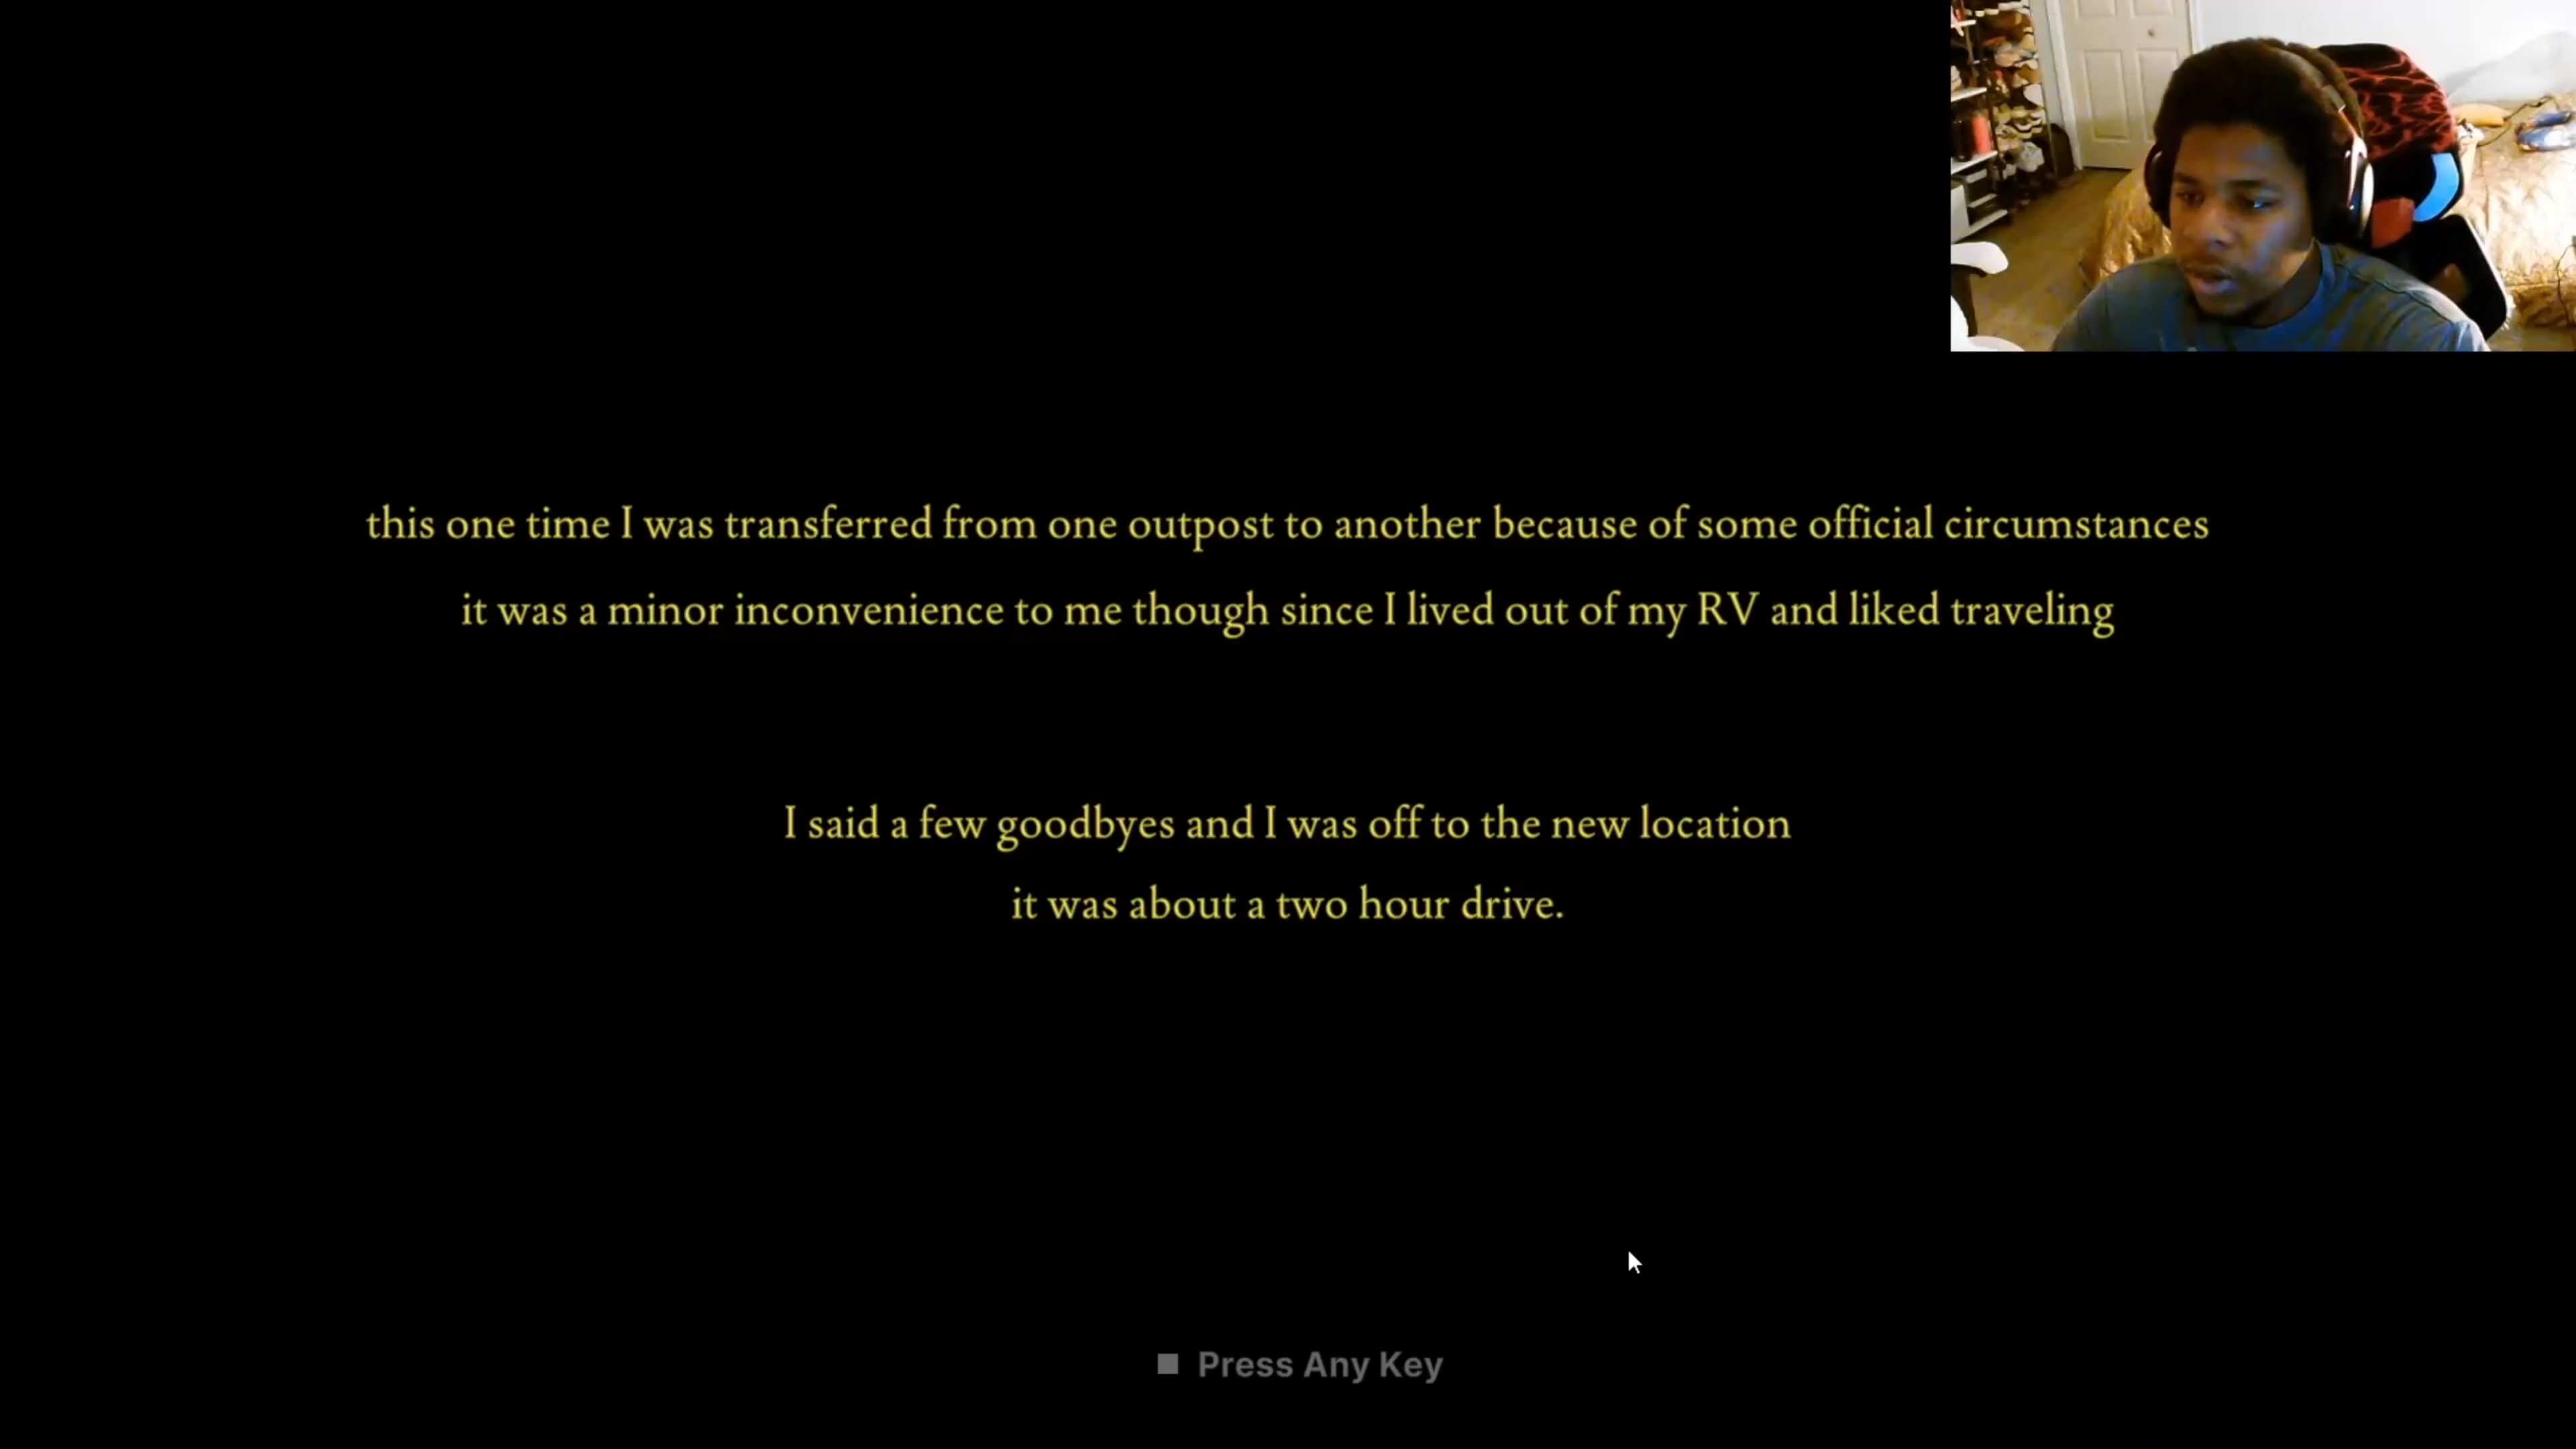 this one time I was transferred from one outpost to another because of some official circumstances
it was a minor inconvenience to me though since I lived out of my RV and liked traveling
I said a few goodbyes and I was off to the new location
it was about a two hour drive.
Press Any Key